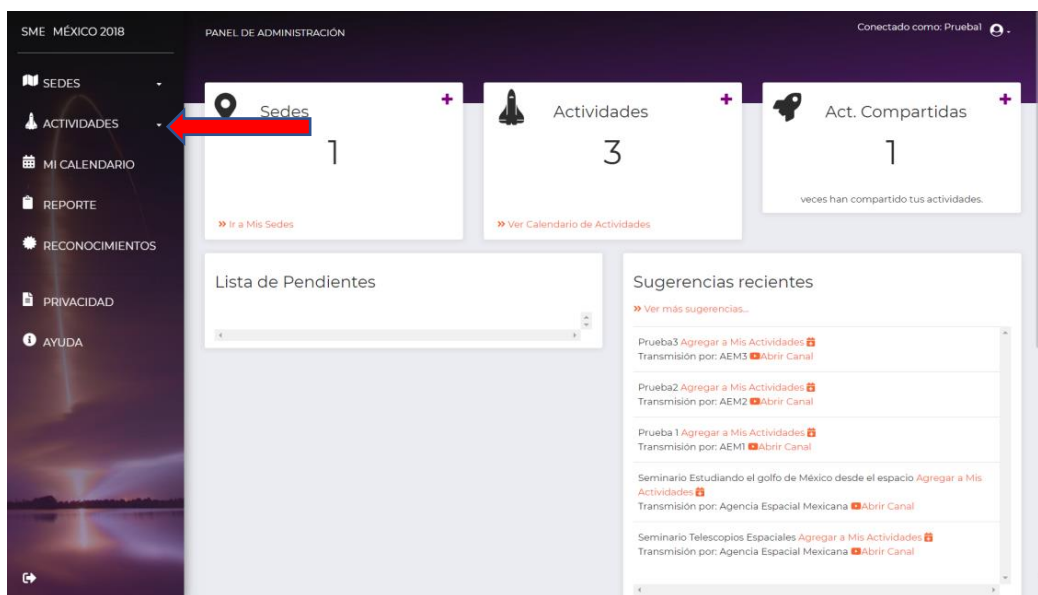 SME MÉXICO 2018
SEDES
ACTIVIDADES
MI CALENDARIO
REPORTE
RECONOCIMIENTOS
PRIVACIDAD
AYUDA
PANEL DE ADMINISTRACIÓN
Conectado como: Prueba1
Sedes
1
Ir a Mis Sedes
Actividades
3
Ver Calendario de Actividades
Act. Compartidas
1
veces han compartido tus actividades.
Lista de Pendientes
Sugerencias recientes
Ver más sugerencias...
Prueba3 Agregar a Mis Actividades
Transmisión por: AEM3 Abrir Canal
Prueba2 Agregar a Mis Actividades
Transmisión por: AEM2 Abrir Canal
Prueba 1 Agregar a Mis Actividades
Transmisión por: AEM1 Abrir Canal
Seminario Estudiando el golfo de México desde el espacio Agregar a Mis
Actividades
Transmisión por: Agencia Espacial Mexicana Abrir Canal
Seminario Telescopios Espaciales Agregar a Mis Actividades
Transmisión por: Agencia Espacial Mexicana Abrir Canal